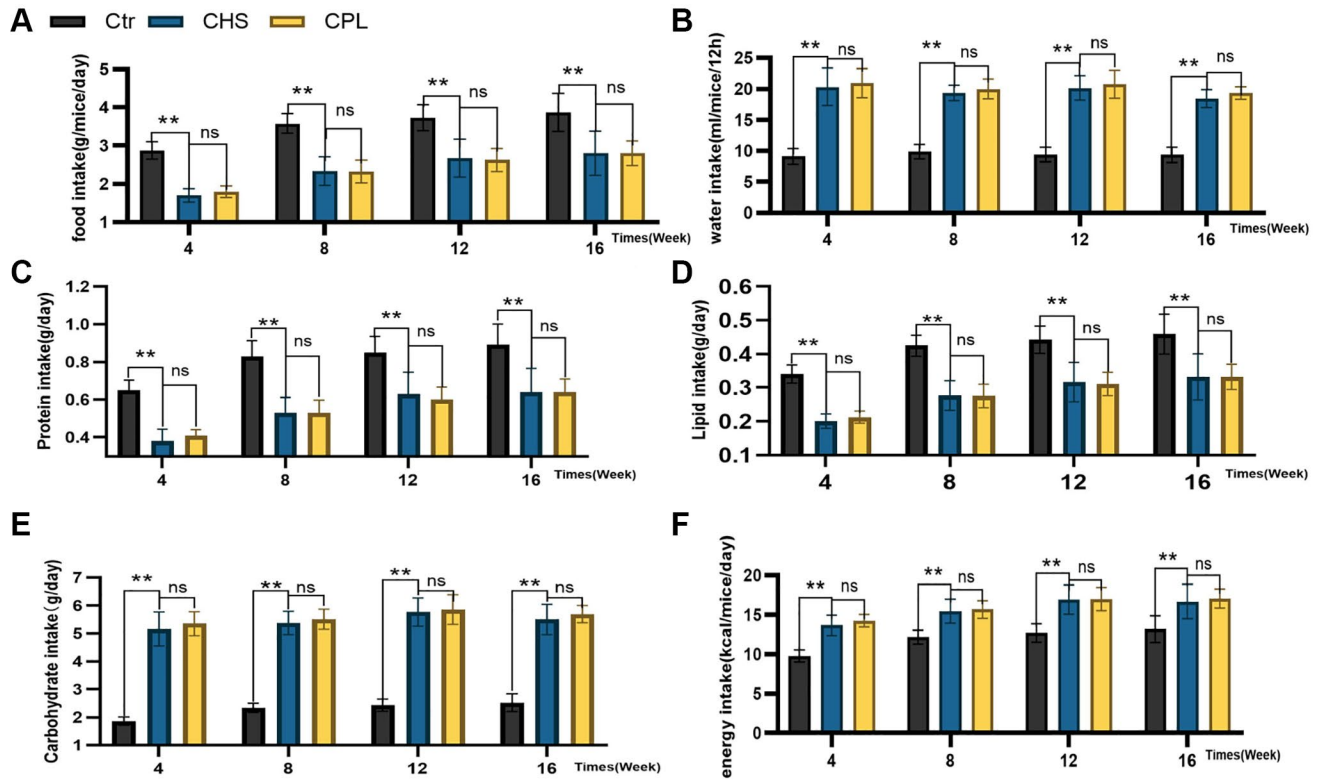 A Ctr CHS CPL
food intake(g/mice/day)
5
4
3
2
1
** ns ** ns ** ns ** ns
4 8 12 16 Times(Week)
B
water intake(ml/mice/12h)
25
20
15
10
5
0
** ns ** ns ** ns ** ns
4 8 12 16 Times(Week)
C
Protein intake(g/day)
1.2
1.0
0.8
0.6
0.4
** ns ** ns ** ns ** ns
4 8 12 16 Times(Week)
D
Lipid intake(g/day)
0.6
0.5
0.4
0.3
0.2
0.1
** ns ** ns ** ns ** ns
4 8 12 16 Times(Week)
E
Carbohydrate intake(g/day)
7
6
5
4
3
2
1
** ns ** ns ** ns ** ns
4 8 12 16 Times(Week)
F
energy intake(kcal/mice/day)
20
15
10
5
0
** ns ** ns ** ns ** ns
4 8 12 16 Times(Week)